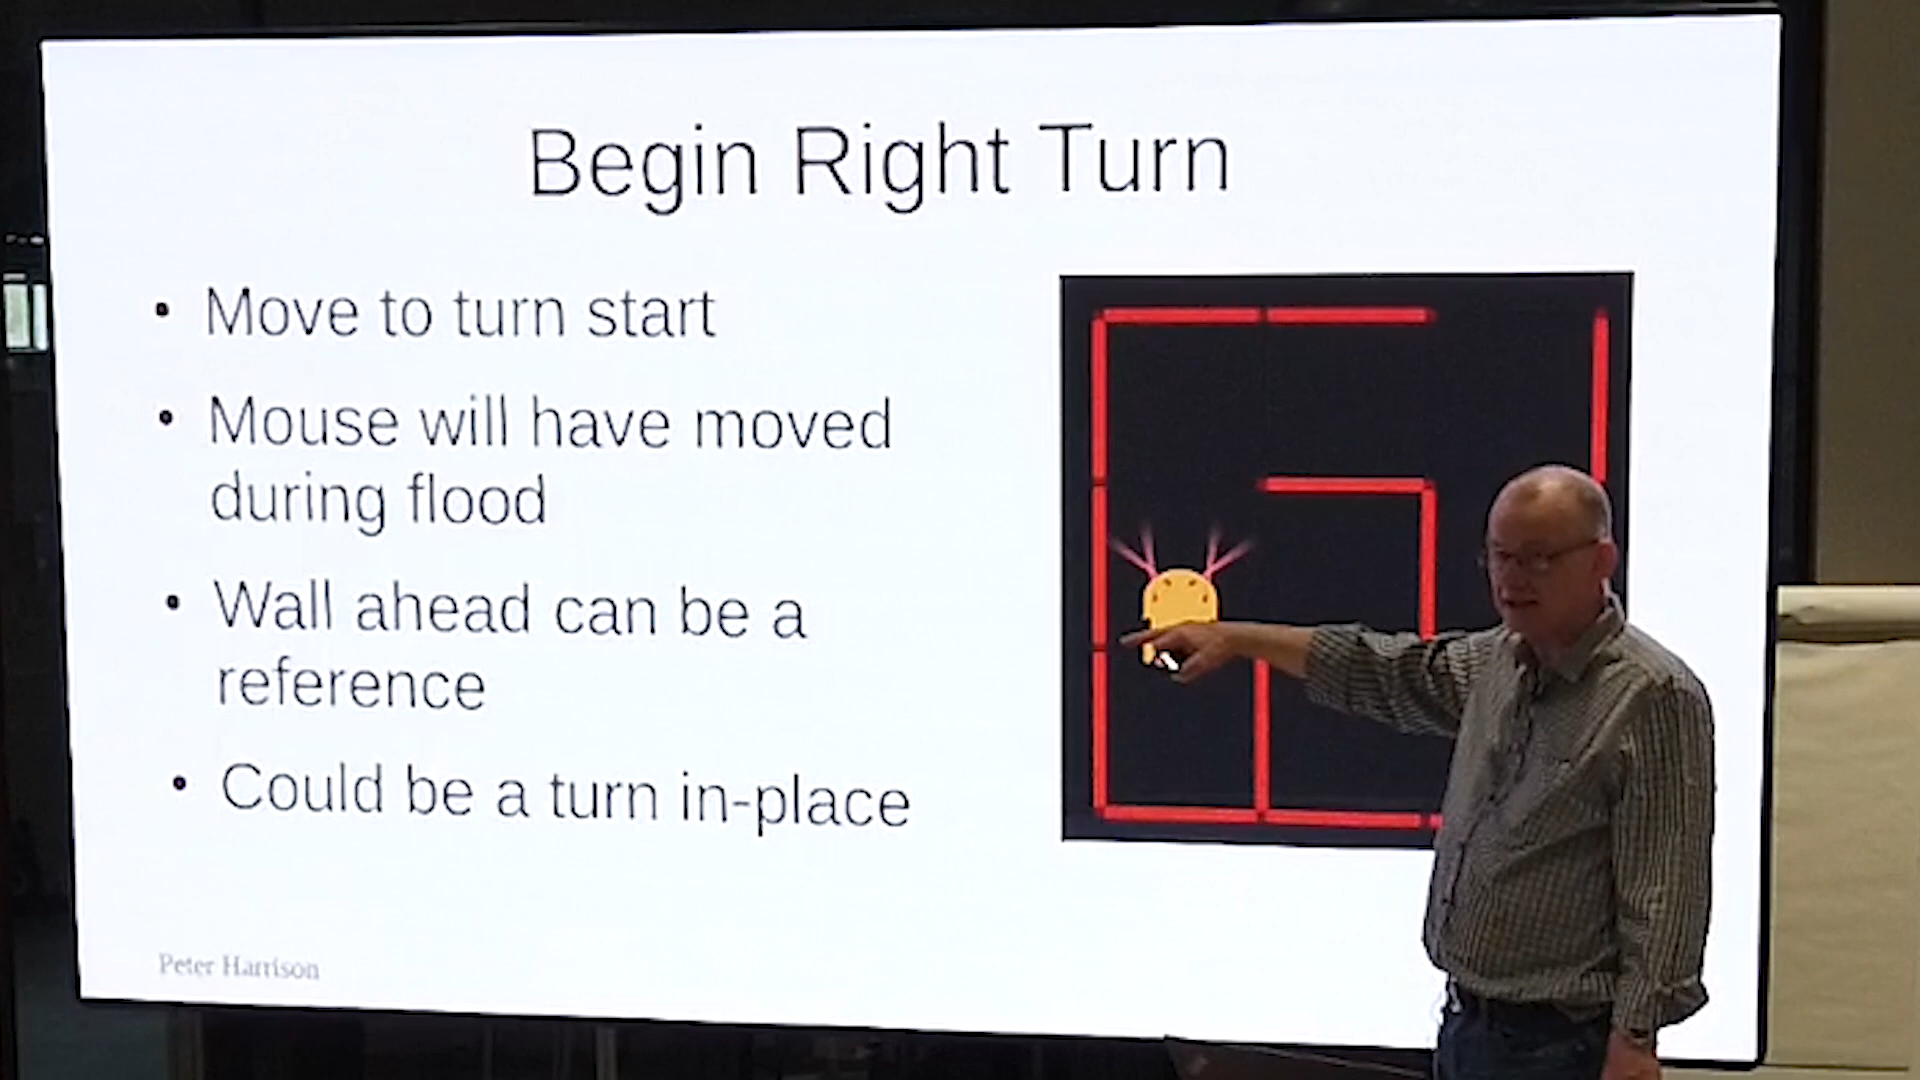 Begin Right Turn
• Move to turn start
• Mouse will have moved
during flood
• Wall ahead can be a
reference
• Could be a turn in-place
Peter Harrison